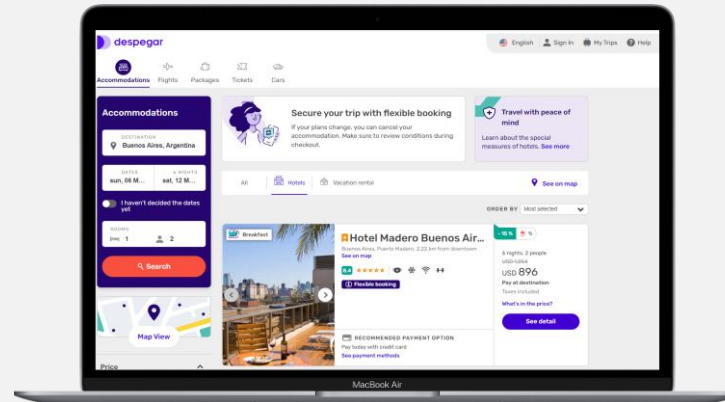 despegar
English
Sign In
My Trips
Help
Accommodations
Flights
Packages
Tickets
Cars
Accommodations
DESTINATION
Buenos Aires, Argentina
DATES
6 NIGHTS
sun, 06 M...
sat, 12 M...
I haven't decided the dates yet
ROOMS
1
2
Search
Map View
Price
Secure your trip with flexible booking
If your plans change, you can cancel your
accommodation. Make sure to review conditions during
checkout.
Travel with peace of
mind
Learn about the special
measures of hotels. See more
All
Hotels
Vacation rental
See on map
ORDER BY
Most selected
Breakfast
Hotel Madero Buenos Air...
Buenos Aires, Puerto Madero, 2.22 km from downtown
See on map
8.4
Flexible booking
RECOMMENDED PAYMENT OPTION
Pay today with credit card
See payment methods
%
6 nights, 2 people
USD
USD 896
Pay at destination
Taxes included
What's in the price?
See detail
MacBook Air